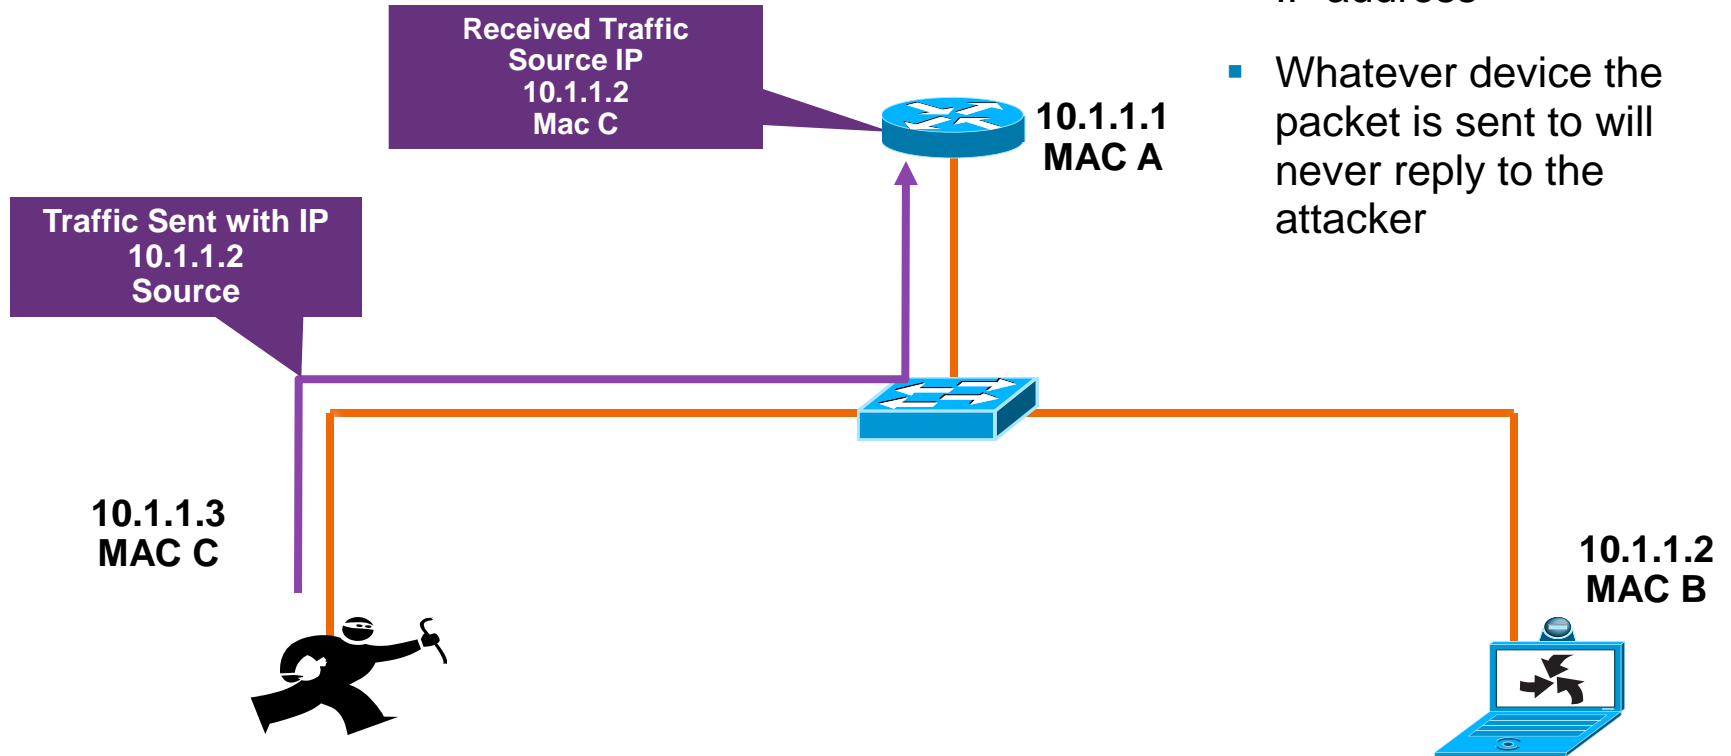 IP address
Received Traffic
Source IP
10.1.1.2
Mac C
Whatever device the
packet is sent to will
never reply to the
attacker
10.1.1.1
MAC A
Traffic Sent with IP
10.1.1.2
Source
10.1.1.3
MAC C
10.1.1.2
MAC B